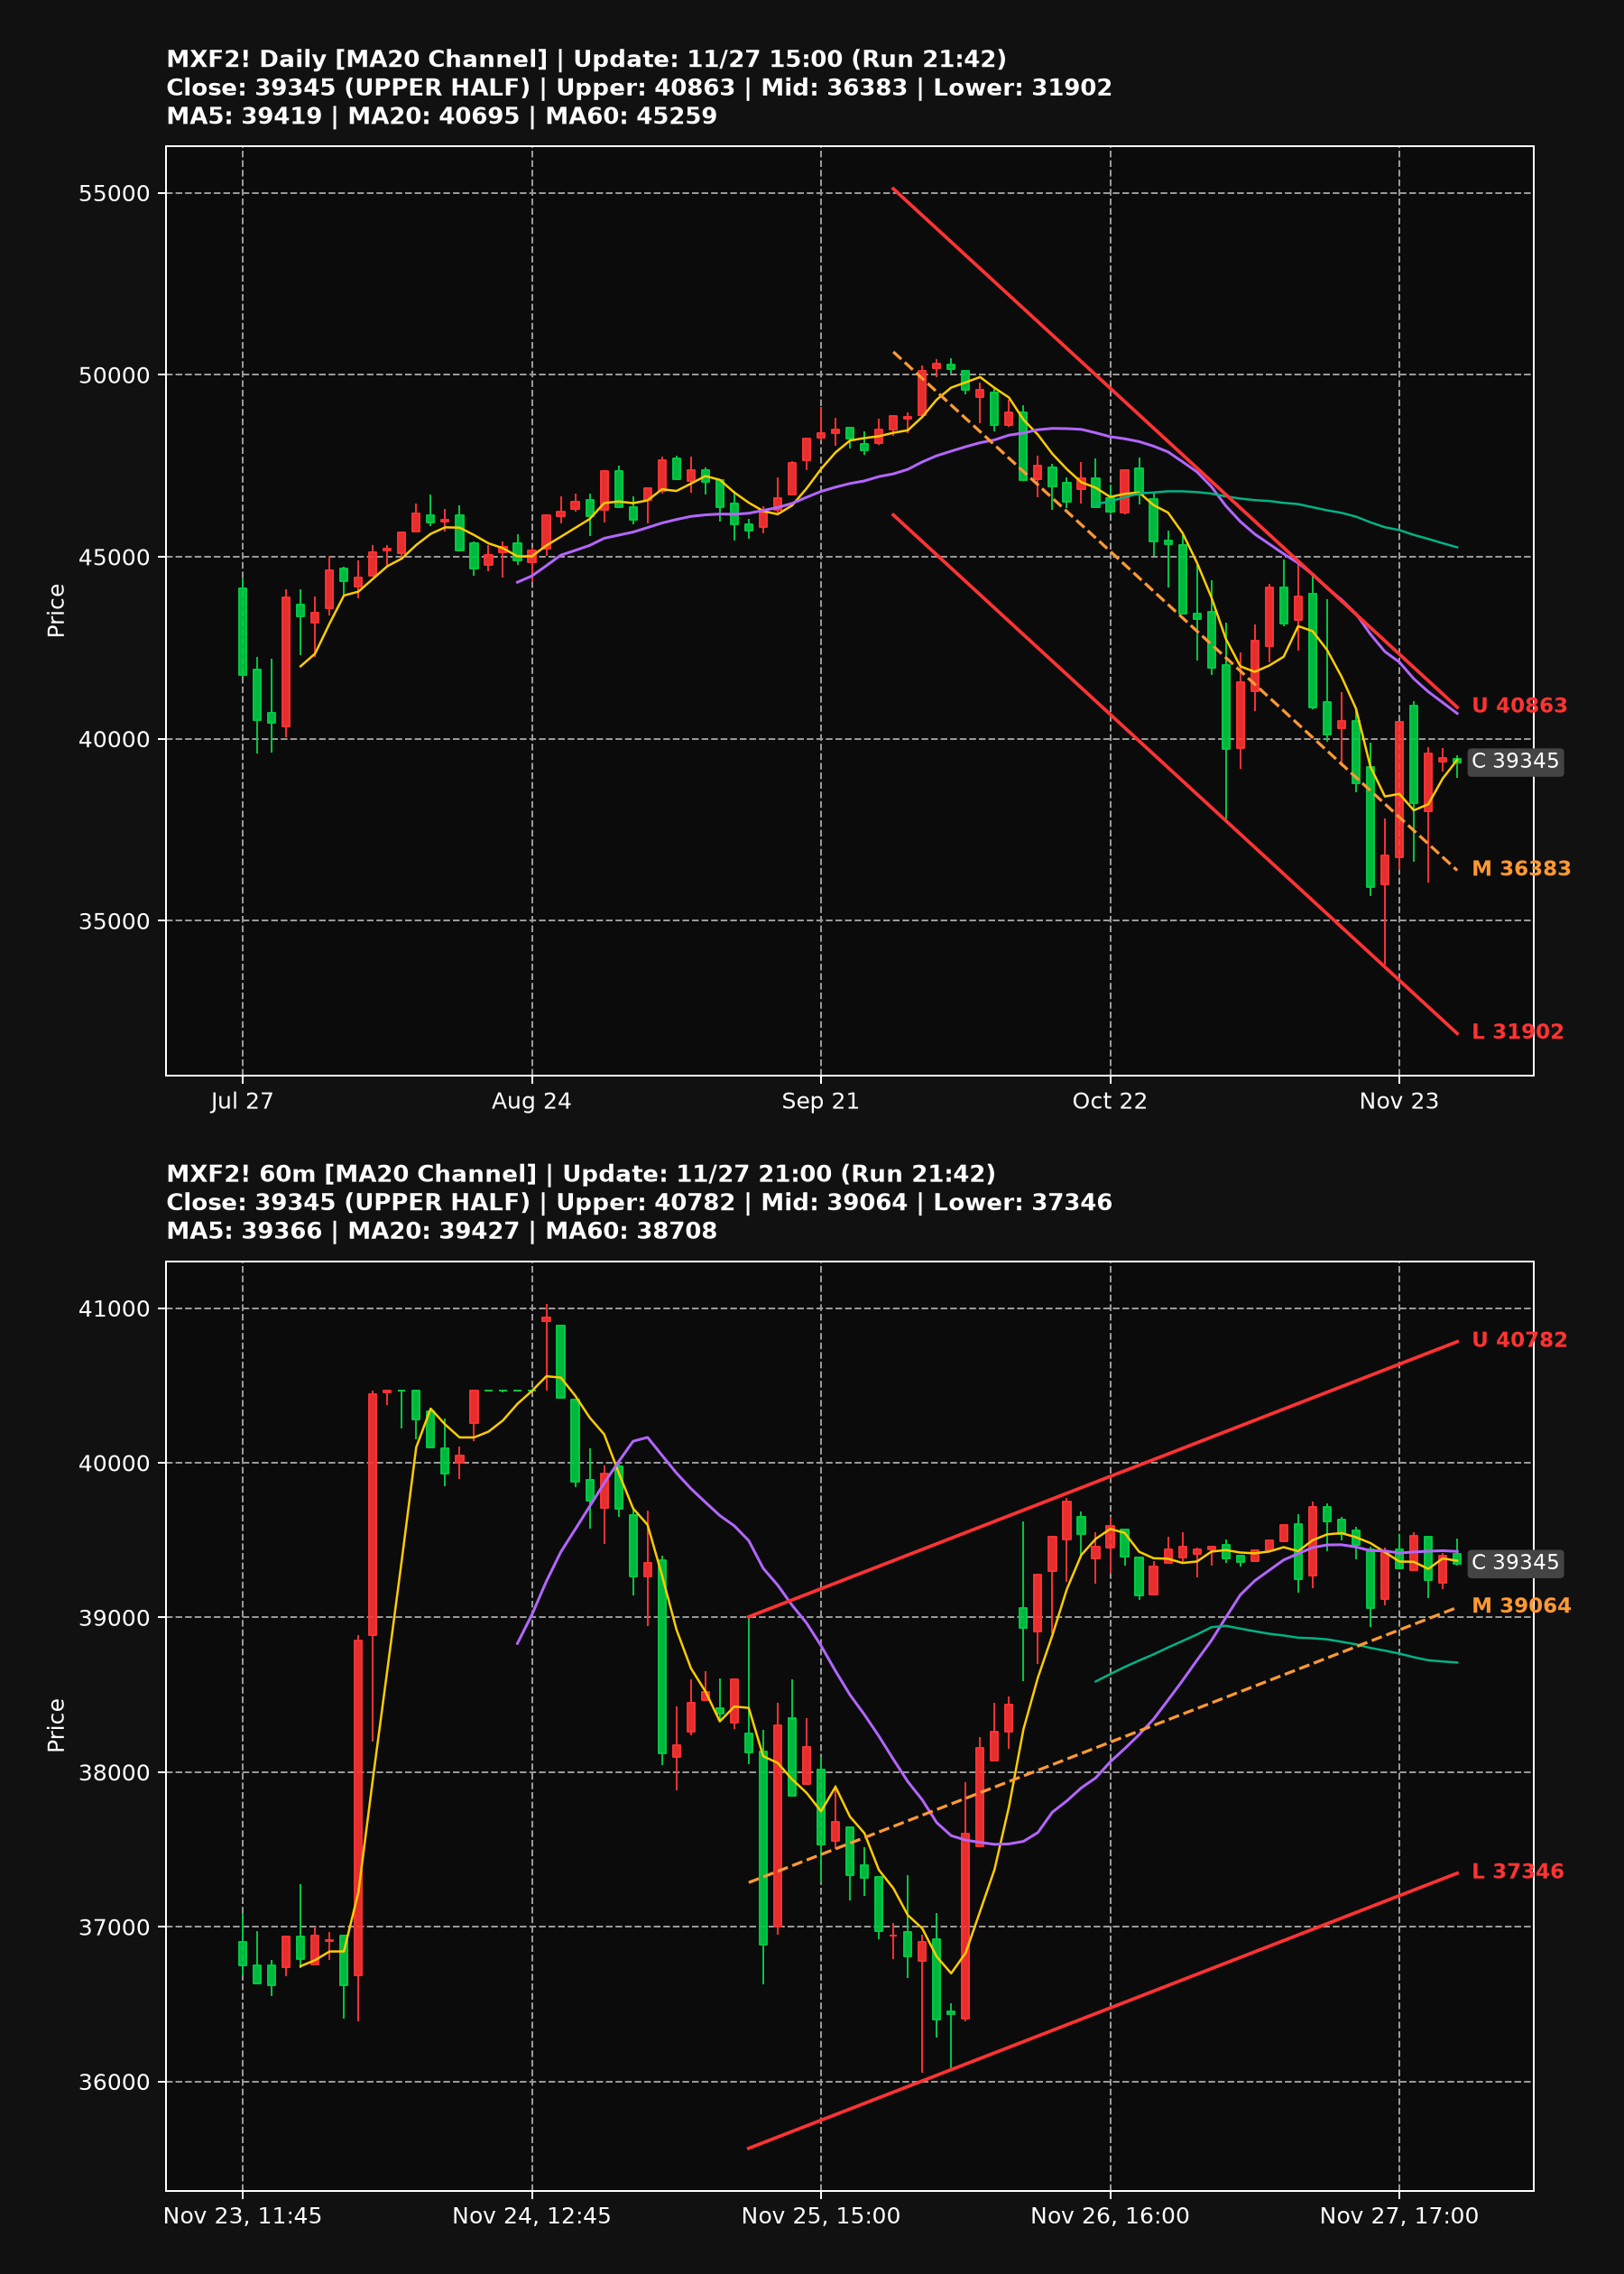 MXF2! Daily [MA20 Channel] | Update: 11/27 15:00 (Run 21:42)
Close: 39345 (UPPER HALF) | Upper: 40863 | Mid: 36383 | Lower: 31902
MA5: 39419 | MA20: 40695 | MA60: 45259
55000
50000
45000
40000
35000
Price
U 40863
C 39345
M 36383
L 31902
Jul 27
Aug 24
Sep 21
Oct 22
Nov 23
MXF2! 60m [MA20 Channel] | Update: 11/27 21:00 (Run 21:42)
Close: 39345 (UPPER HALF) | Upper: 40782 | Mid: 39064 | Lower: 37346
MA5: 39366 | MA20: 39427 | MA60: 38708
41000
40000
39000
38000
37000
36000
Price
U 40782
C 39345
M 39064
L 37346
Nov 23, 11:45
Nov 24, 12:45
Nov 25, 15:00
Nov 26, 16:00
Nov 27, 17:00